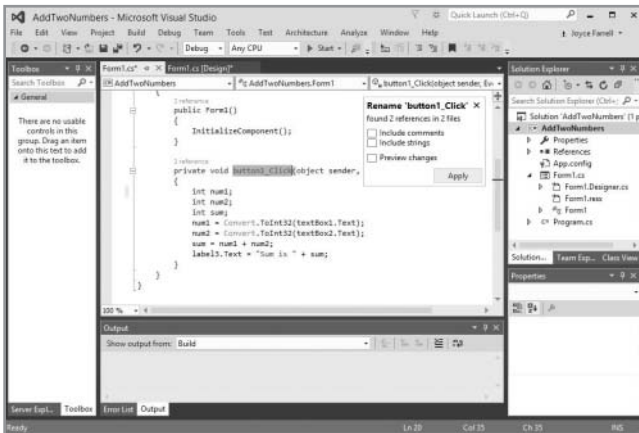 AddTwoNumbers - Microsoft Visual Studio
Quick Launch (Ctrl+Q)
File Edit View Project Build Debug Team Tools Test Architecture Analyze Window Help
Joyce Farrell
Debug Any CPU Start
Toolbox
Search Toolbox
General
There are no usable
controls in this
group. Drag an item
onto this text to add
it to the toolbox.
Server Expl... Toolbox
Form1.cs* Form1.cs [Design]*
AddTwoNumbers AddTwoNumbers.Form1 button1_Click(object sender, Ev
{
public Form1()
{
InitializeComponent();
}
private void button1_Click(object sender,
{
int num1;
int num2;
int sum;
num1 = Convert.ToInt32(textBox1.Text);
num2 = Convert.ToInt32(textBox2.Text);
sum = num1 + num2;
label3.Text = "Sum is " + sum;
}
}
}
100 %
Rename 'button1_Click'
found 2 references in 2 files
Include comments
Include strings
Preview changes
Apply
Output
Show output from: Build
Error List Output
Solution Explorer
Search Solution Explorer (Ctrl+;)
Solution 'AddTwoNumbers' (1 p
AddTwoNumbers
Properties
References
App.config
Form1.cs
Form1.Designer.cs
Form1.resx
Form1
Program.cs
Solution... Team Exp... Class View
Properties
Ready Ln 20 Col 35 Ch 35 INS